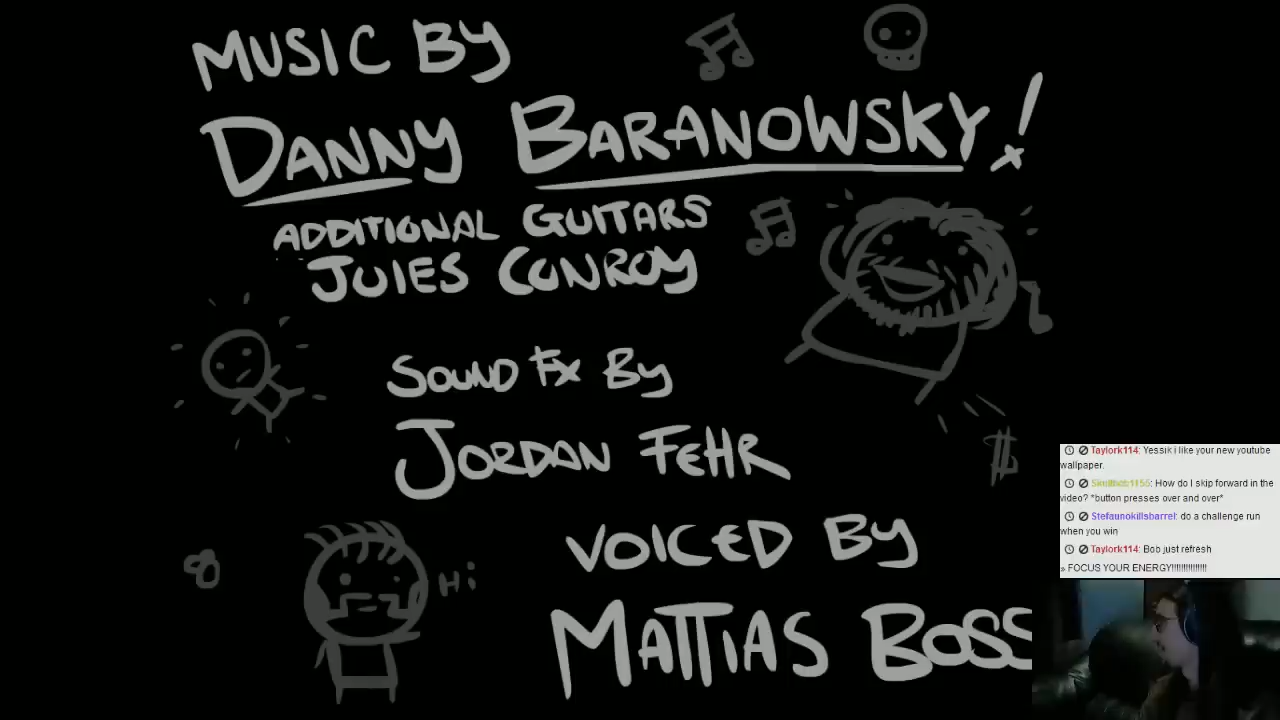 MUSIC BY
DANNY BARANOWSKY!
ADDITIONAL GUITARS
JULES CONROY
SOUND FX BY
JORDAN FEHR
VOICED BY
MATTIAS BOSS
Hi
8
$
Taylork114: Yessik i like your new youtube
wallpaper.
How do I skip forward in the
video? *button presses over and over*
Stefaunokillsbarrel: do a challenge run
when you win
Taylork114: Bob just refresh
» FOCUS YOUR ENERGY!!!!!!!!!!!!!!!!